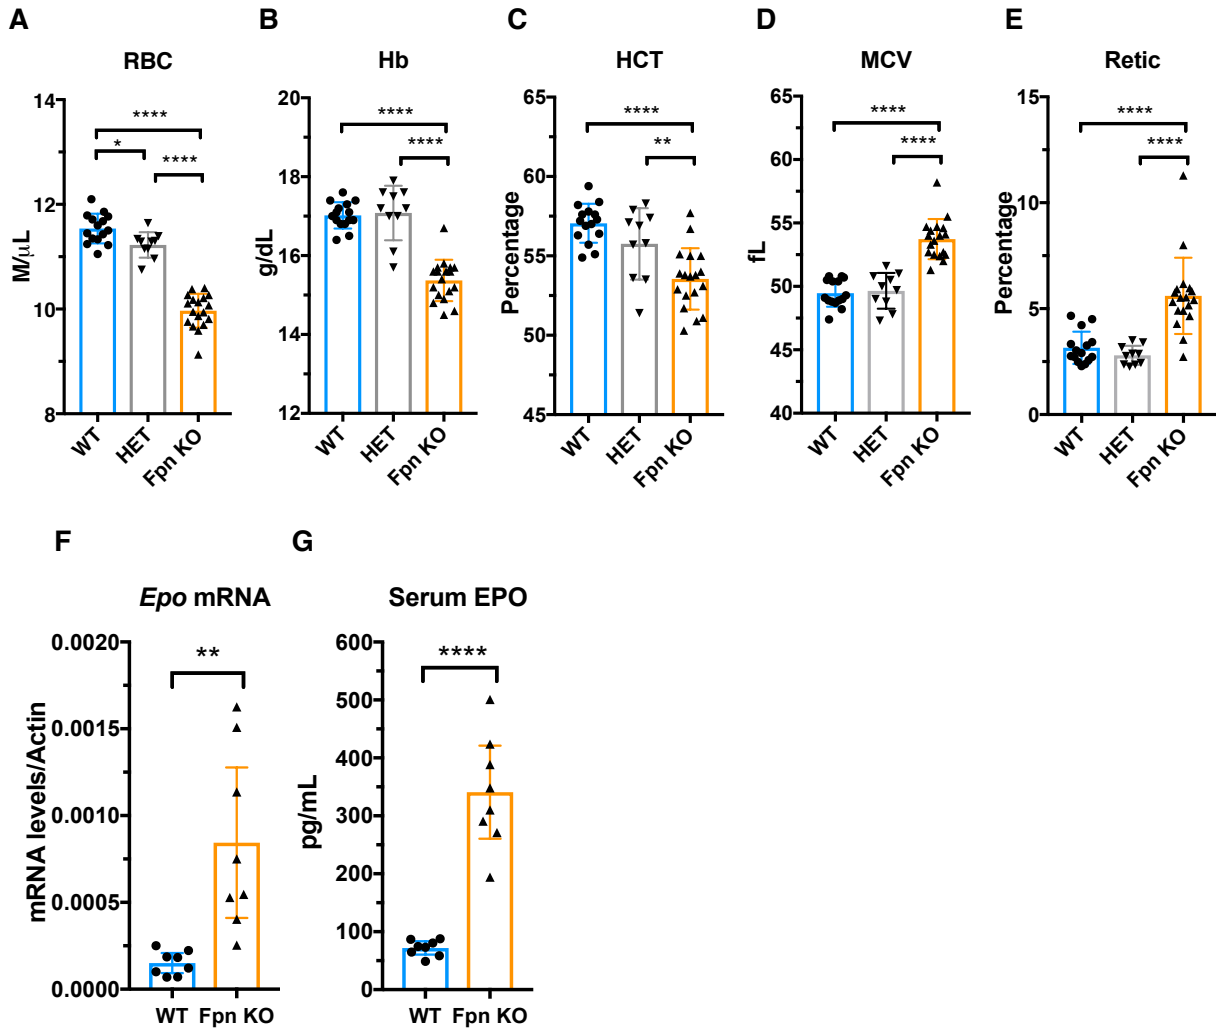 A
B
C
D
E
RBC
Hb
HCT
MCV
Retic
M/μL
14
12
10
8
****
*
****
WT
HET
Fpn KO
g/dL
20
18
16
14
12
****
****
WT
HET
Fpn KO
Percentage
65
60
55
50
45
****
**
WT
HET
Fpn KO
fL
65
60
55
50
45
40
****
****
WT
HET
Fpn KO
Percentage
15
10
5
0
****
****
WT
HET
Fpn KO
F
G
Epo mRNA
Serum EPO
mRNA levels/Actin
0.0020
0.0015
0.0010
0.0005
0.0000
**
WT Fpn KO
pg/mL
600
500
400
300
200
100
0
****
WT Fpn KO